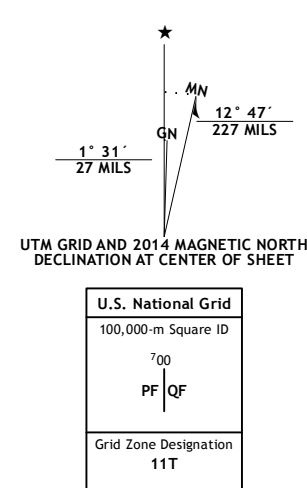 ★
MN
GN
12° 47´
227 MILS
1° 31´
27 MILS
UTM GRID AND 2014 MAGNETIC NORTH
DECLINATION AT CENTER OF SHEET
U.S. National Grid
100,000-m Square ID
⁷00
PF QF
Grid Zone Designation
11T